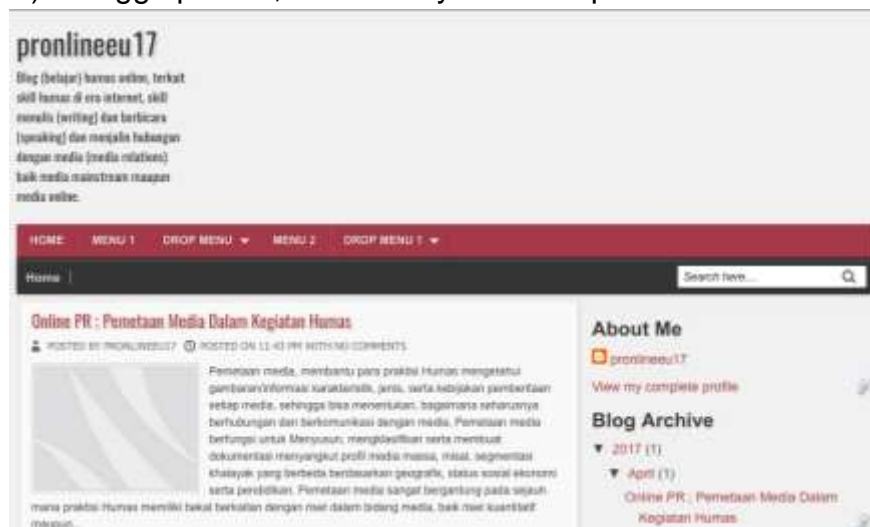 pronlineeu17
Blog (belajar) humas online, terkait
skill humas di era internet, skill
menulis (writing) dan berbicara
(speaking) dan menjalin hubungan
dengan media (media relations)
baik media mainstream maupun
media online.
HOME MENU 1 DROP MENU MENU 2 DROP MENU 1
Home
Search here...
Online PR : Pemetaan Media Dalam Kegiatan Humas
POSTED BY PRONLINEEU17 POSTED ON 11:43 PM WITH NO COMMENTS
Pemetaan media, membantu para praktisi Humas mengetahui
gambaran/informasi karakteristik, jenis, serta kebijakan pemberitaan
setiap media, sehingga bisa menentukan, bagaimana seharusnya
berhubungan dan berkomunikasi dengan media, Pemetaan media
berfungsi untuk Menyusun, mengklasifikan serta membuat
dokumentasi menyangkut profil media massa, misal, segmentasi
khalayak yang berbeda berdasarkan geografis, status sosial ekonomi
serta pendidikan. Pemetaan media sangat bergantung pada sejauh
mana praktisi Humas memiliki bekal berkaitan dengan riset dalam bidang media, baik riset kuantitatif
maupun
About Me
pronlineeu17
View my complete profile
Blog Archive
▼ 2017 (1)
▼ April (1)
Online PR : Pemetaan Media Dalam
Kegiatan Humas